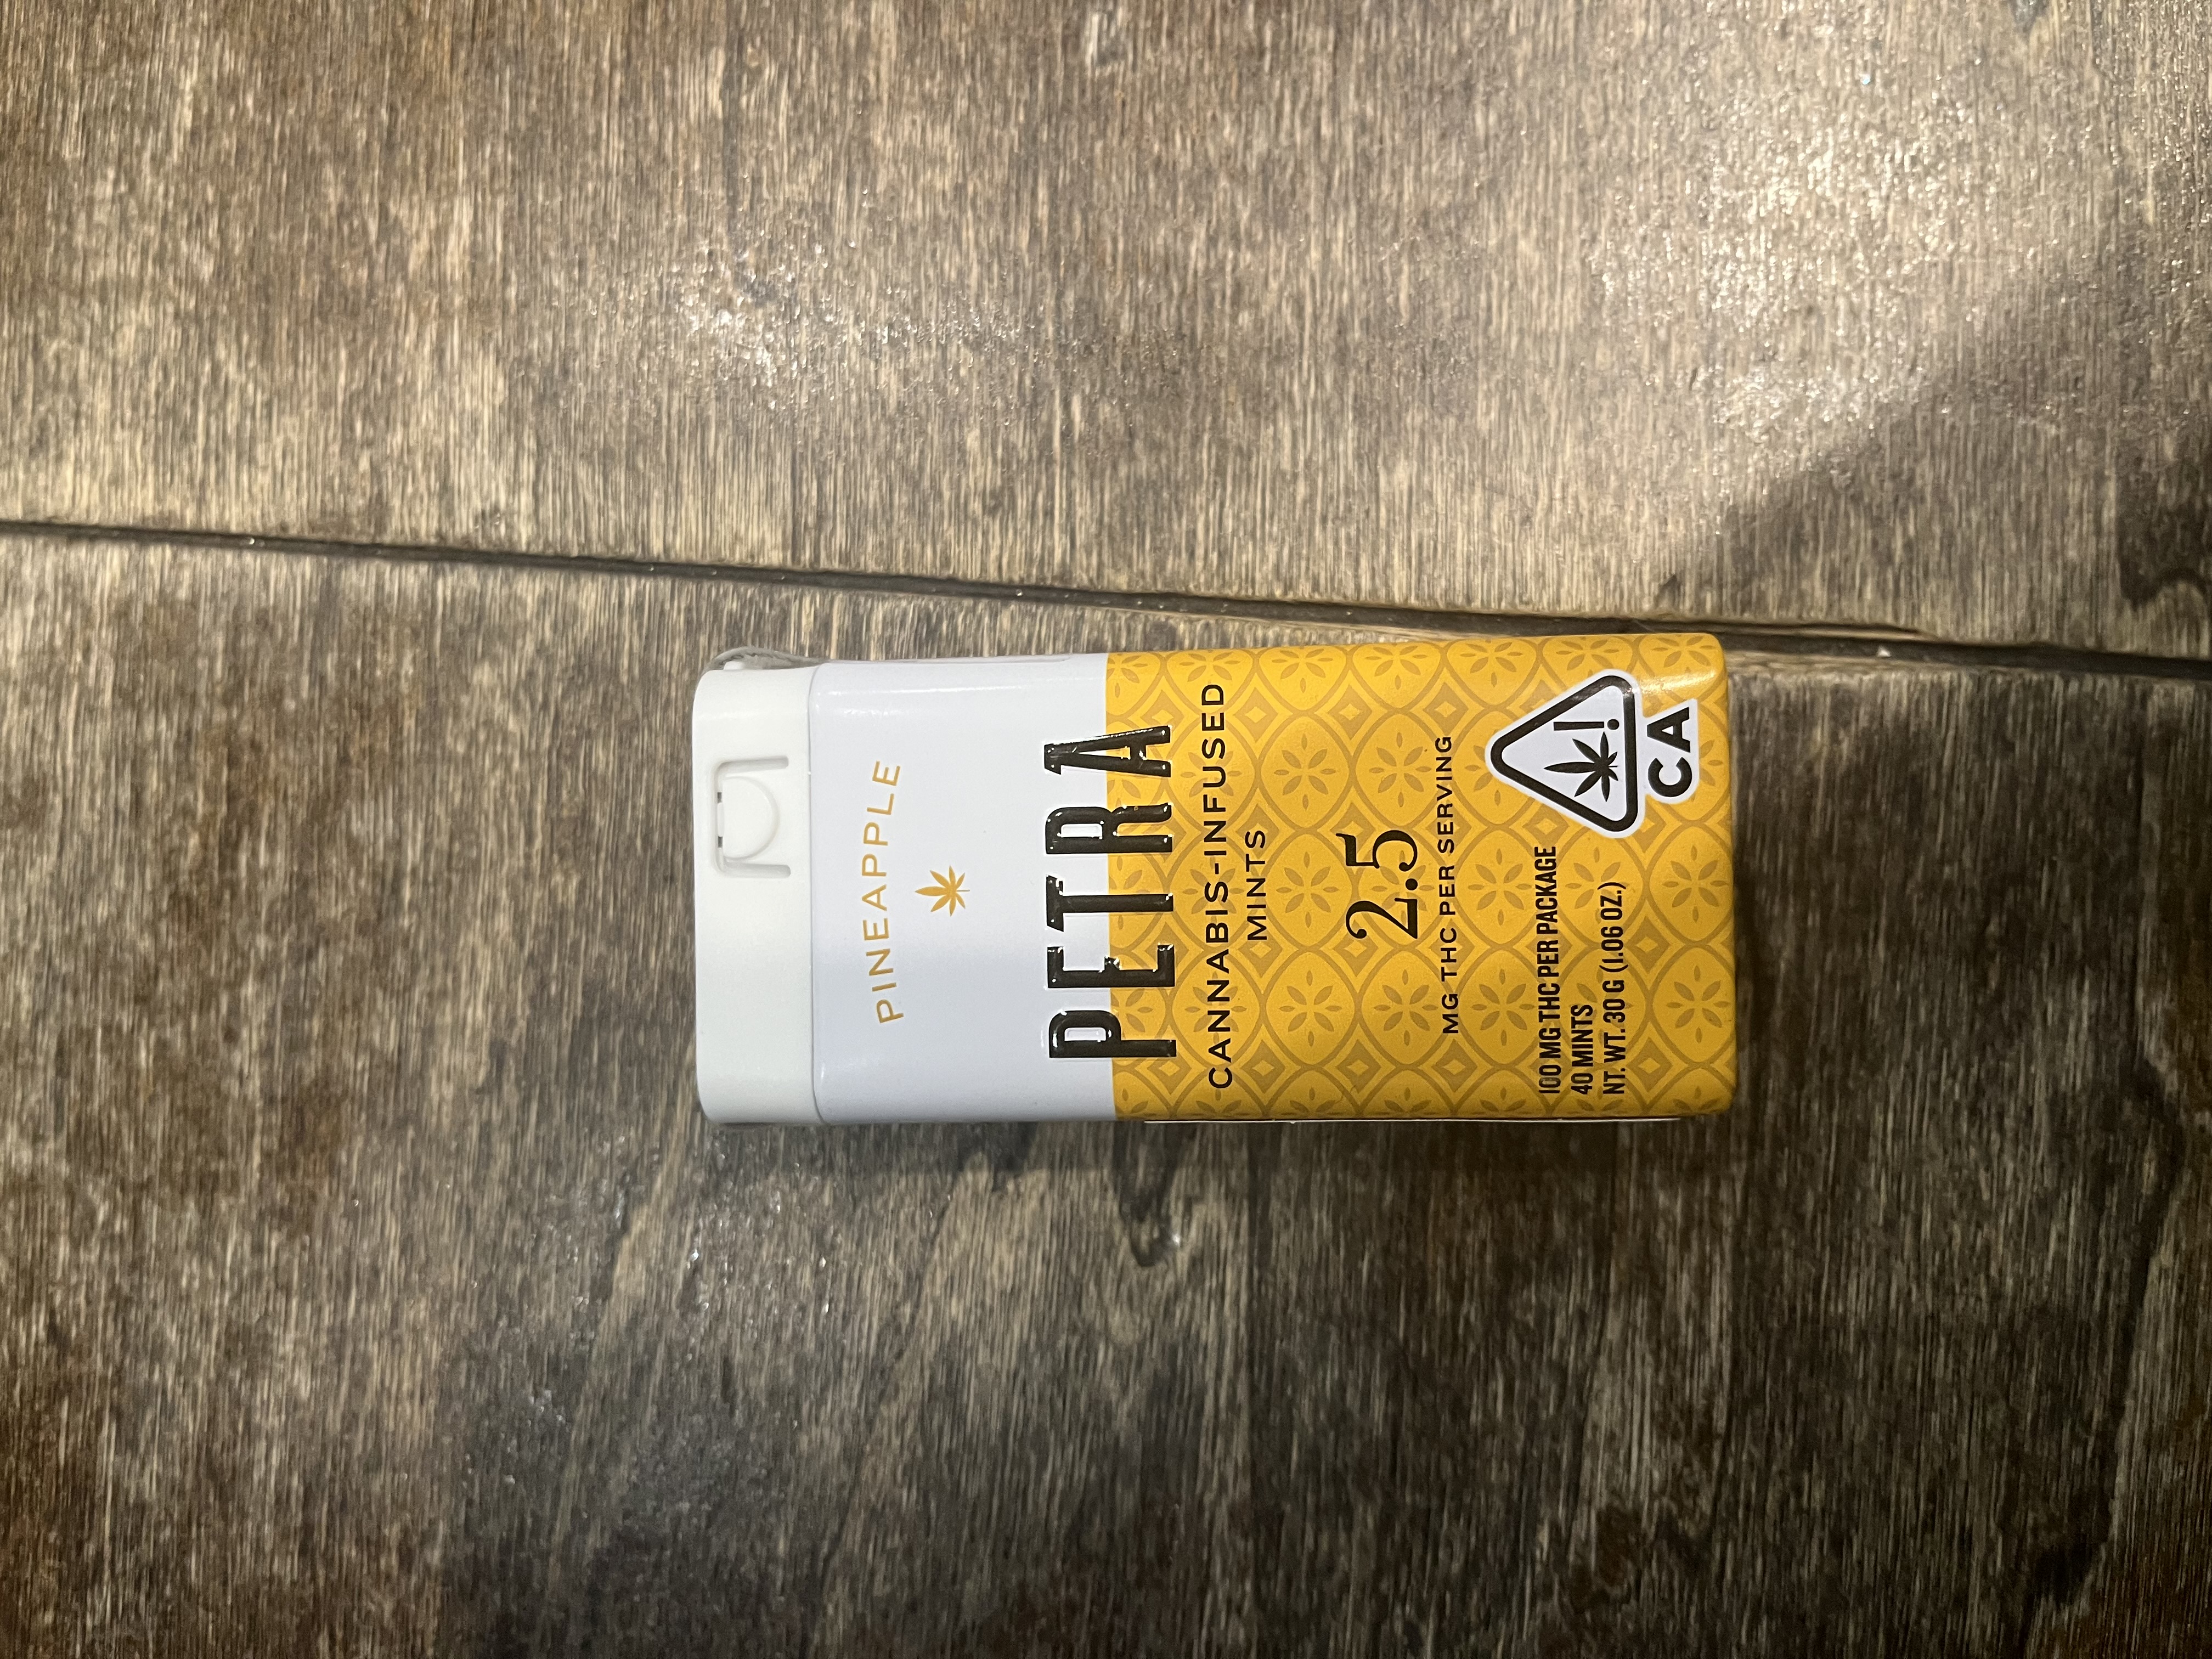 PINEAPPLE
PETRA
CANNABIS-INFUSED
MINTS
2.5
MG THC PER SERVING
100 MG THC PER PACKAGE
40 MINTS
NT. WT. 30 G (1.06 OZ.)
!
CA